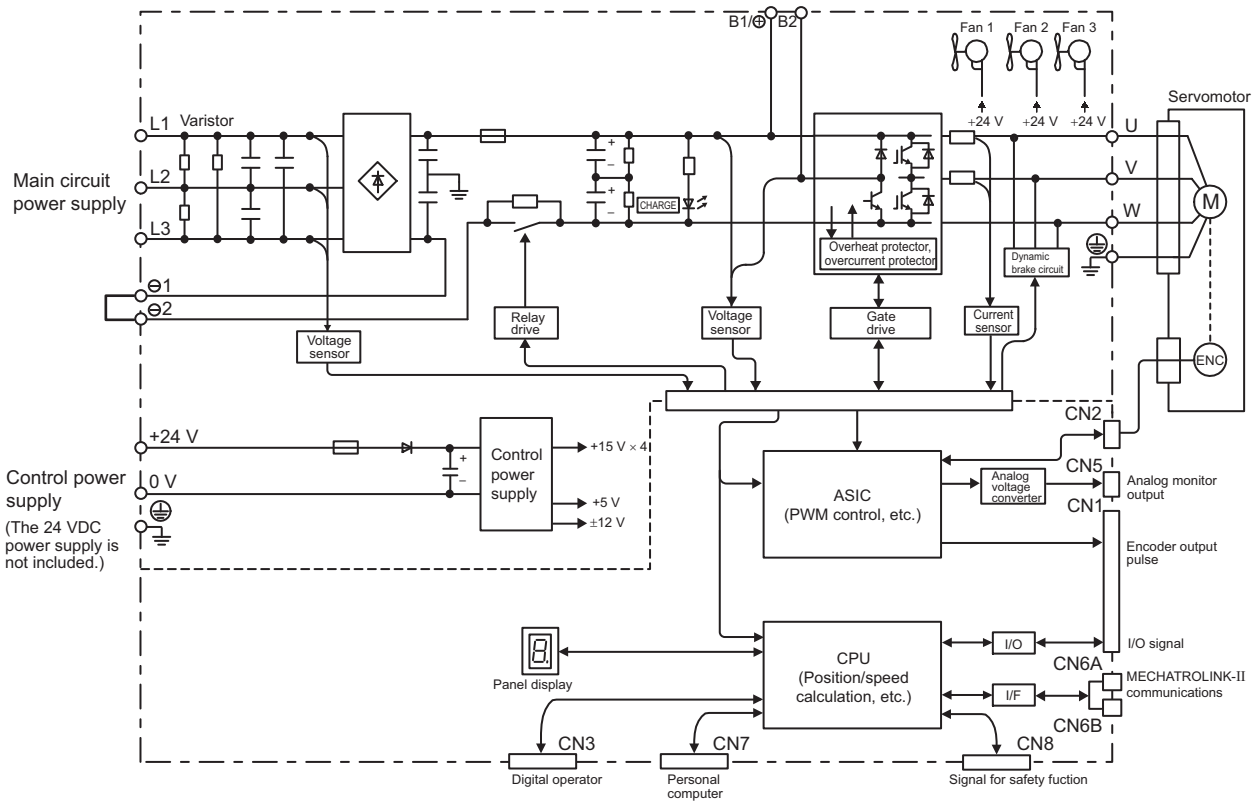 B1/⊕ B2
Fan 1 Fan 2 Fan 3
+24 V +24 V +24 V
Servomotor
L1 Varistor
U
Main circuit
power supply
L2
V
CHARGE
M
L3
W
Overheat protector,
overcurrent protector
Dynamic
brake circuit
⊖1
⊖2
Voltage
sensor
Relay
drive
Voltage
sensor
Gate
drive
Current
sensor
ENC
+24 V
+
–
+
–
+
–
Control power
supply
0 V
(The 24 VDC
power supply is
not included.)
Control
power
supply
+15 V × 4
+5 V
±12 V
ASIC
(PWM control, etc.)
Analog
voltage
converter
CN2
CN5
Analog monitor
output
CN1
Encoder output
pulse
8.
Panel display
CPU
(Position/speed
calculation, etc.)
I/O
I/O signal
I/F
CN6A
MECHATROLINK-II
communications
CN6B
CN3
Digital operator
CN7
Personal
computer
CN8
Signal for safety fuction